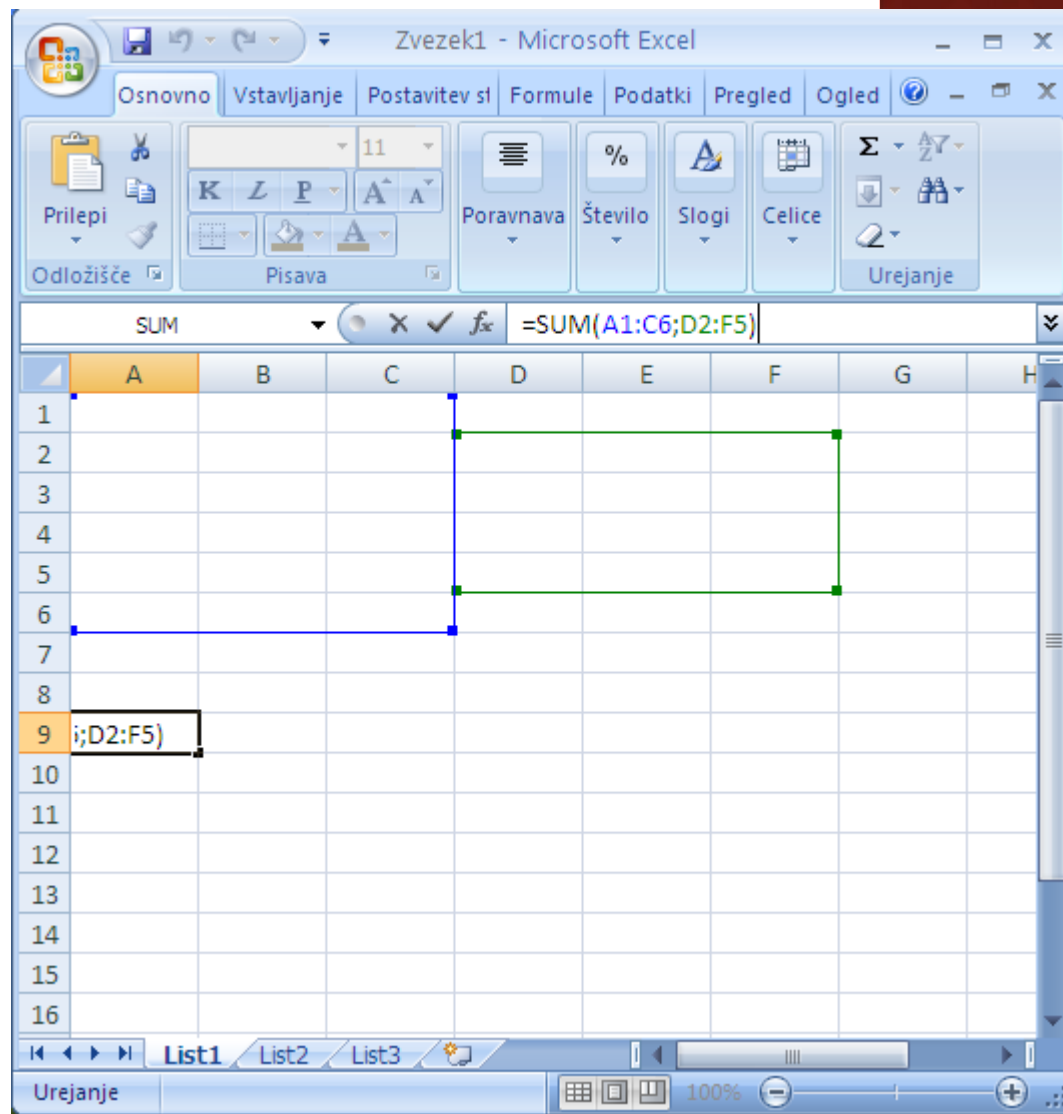 Zvezek1 - Microsoft Excel
Osnovno Vstavljanje Postavitev st Formule Podatki Pregled Ogled
Prilepi
Odložišče
11
K L P A A
A
Pisava
Poravnava
%
Število
A
Slogi
Celice
Σ A Z
Urejanje
SUM fx =SUM(A1:C6;D2:F5)
A B C D E F G H
1
2
3
4
5
6
7
8
9 ;D2:F5)
10
11
12
13
14
15
16
List1 List2 List3
Urejanje 100%